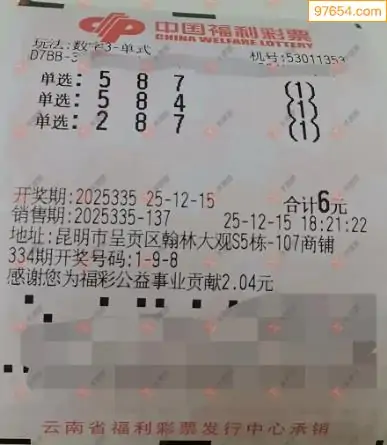 97654.com
中国福利彩票
CHINA WELFARE LOTTERY
玩法:数字3-单式
D7BB-3 机号:53011353
单选: 5 8 7 (1)
单选: 5 8 4 (1)
单选: 2 8 7 (1)
开奖期:2025335 25-12-15 合计6元
销售期:2025335-137 25-12-15 18:21:22
地址:昆明市呈贡区翰林大观S5栋-107商铺
334期开奖号码:1-9-8
感谢您为福彩公益事业贡献2.04元
云南省福利彩票发行中心承销